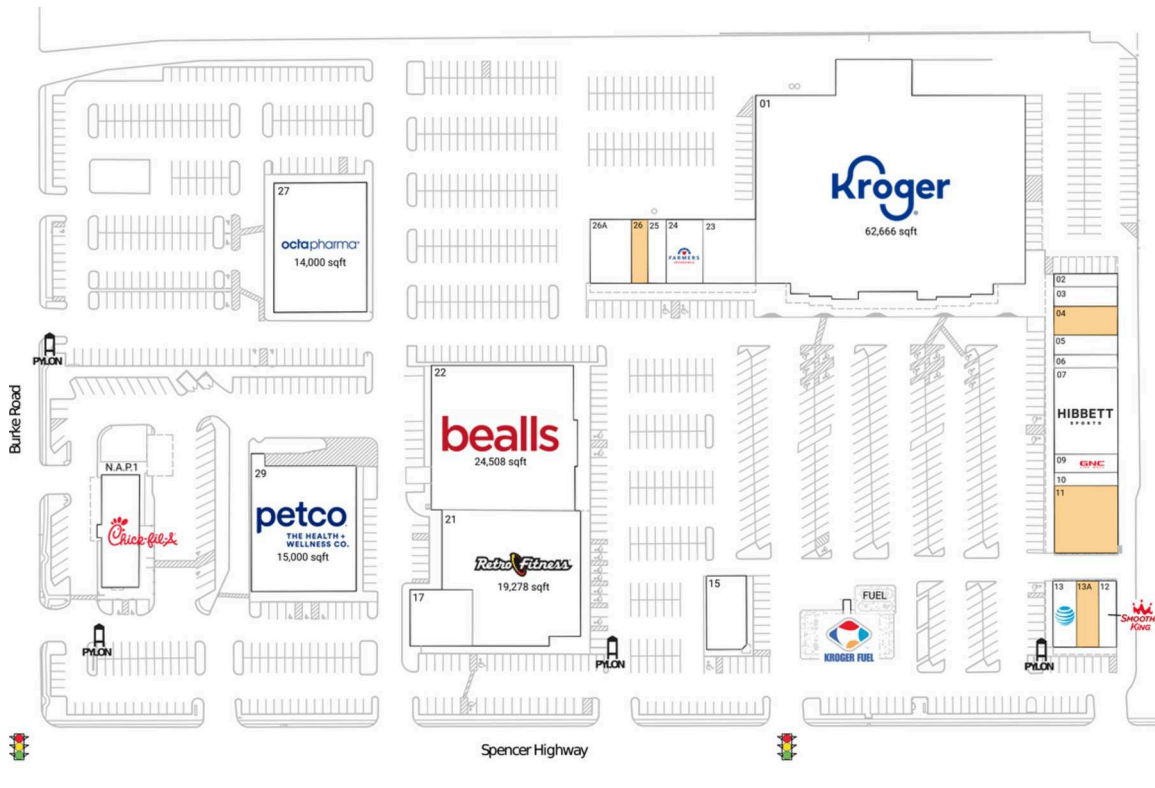 01
Kroger
62,666 sqft
27
octapharma
14,000 sqft
26A
26
25
24
FARMERS
INSURANCE
23
02
03
04
05
06
07
HIBBETT
SPORTS
09
GNC
10
11
PYLON
Burke Road
22
bealls
24,508 sqft
N.A.P.1
Chick-fil-A
29
petco
THE HEALTH +
WELLNESS CO.
15,000 sqft
21
Retro Fitness
19,278 sqft
17
15
FUEL
KROGER FUEL
13
13A
12
SMOOTHIE
KING
PYLON
PYLON
PYLON
Spencer Highway